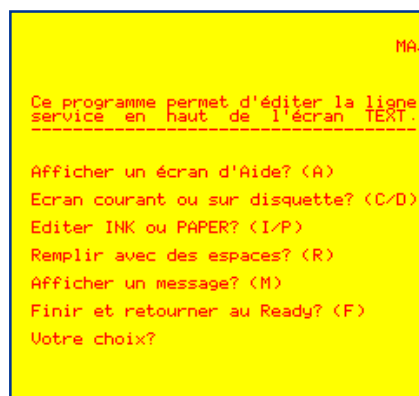 MA.
Ce programme permet d'éditer la ligne
service en haut de l'écran TEXT.
Afficher un écran d'Aide? (A)
Ecran courant ou sur disquette? (C/D)
Editer INK ou PAPER? (I/P)
Remplir avec des espaces? (R)
Afficher un message? (M)
Finir et retourner au Ready? (F)
Votre choix?